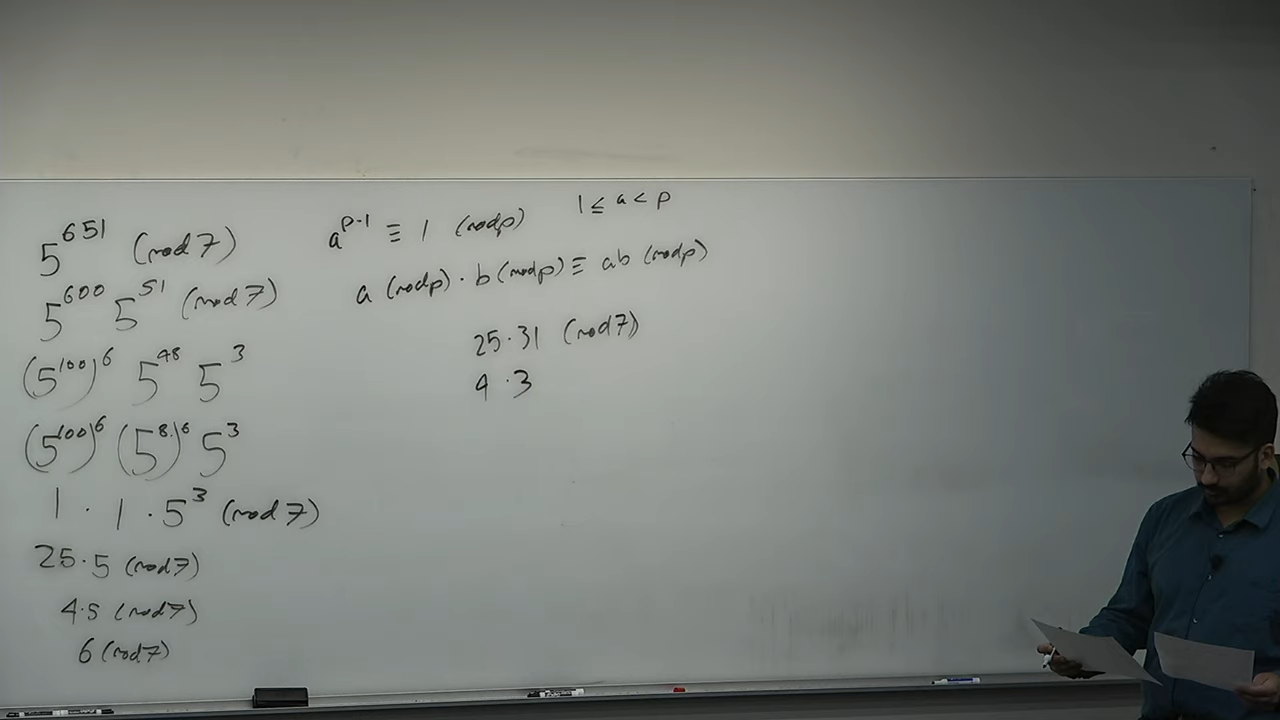 5^651 (mod 7)
5^600 5^51 (mod 7)
(5^100)^6 5^48 5^3
(5^100)^6 (5^8)^6 5^3
1 · 1 · 5^3 (mod 7)
25·5 (mod 7)
4·5 (mod 7)
6 (mod 7)
a^p-1 ≡ 1 (mod p) 1 ≤ a < p
a (mod p) · b (mod p) ≡ ab (mod p)
25·31 (mod 7)
4·3